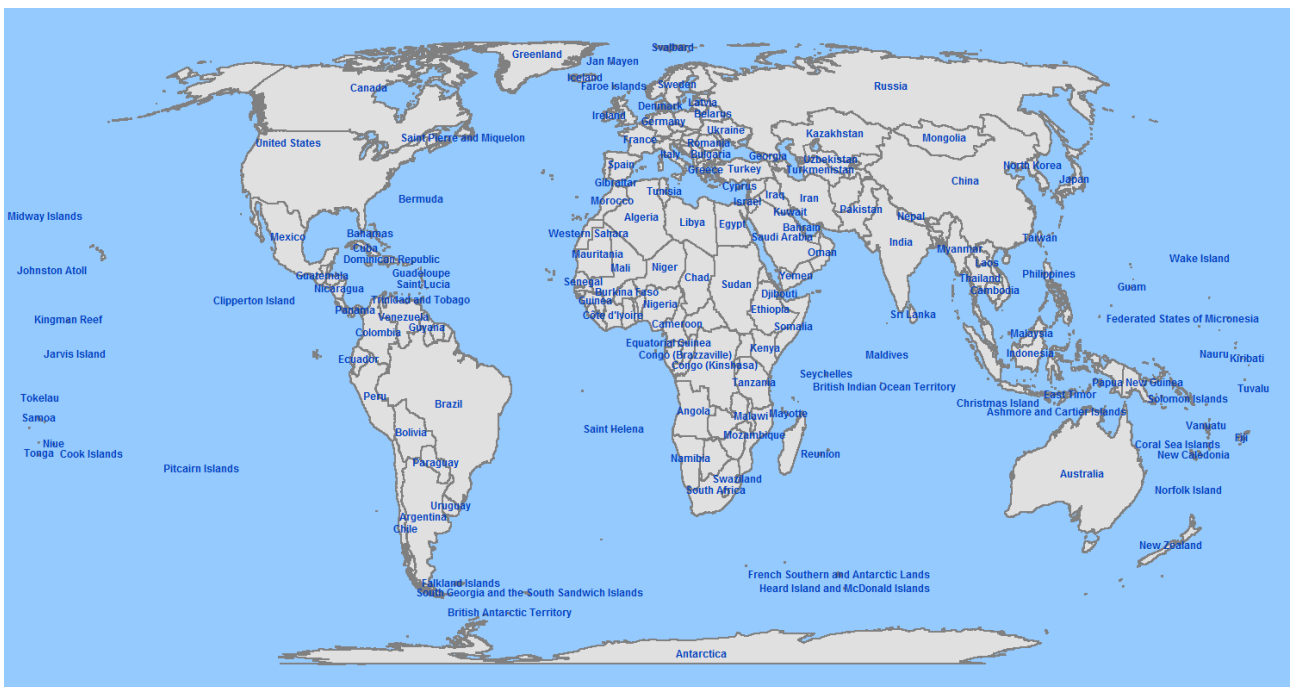 Greenland
Svalbard
Jan Mayen
Iceland
Faroe Islands
Sweden
Canada
Russia
Denmark
Latvia
Ireland
Belarus
Germany
Ukraine
Kazakhstan
Mongolia
United States
Saint Pierre and Miquelon
France
Romania
Italy
Bulgaria
Georgia
Uzbekistan
North Korea
Spain
Greece
Turkey
Turkmenistan
China
Japan
Gibraltar
Tunisia
Cyprus
Bermuda
Morocco
Israel
Iraq
Iran
Midway Islands
Algeria
Libya
Egypt
Kuwait
Pakistan
Nepal
Bahamas
Western Sahara
Bahrain
Saudi Arabia
India
Taiwan
Mexico
Cuba
Mauritania
Oman
Myanmar
Dominican Republic
Wake Island
Johnston Atoll
Guatemala
Guadeloupe
Mali
Niger
Chad
Yemen
Laos
Philippines
Nicaragua
Saint Lucia
Senegal
Sudan
Thailand
Guam
Clipperton Island
Trinidad and Tobago
Burkina Faso
Guinea
Nigeria
Djibouti
Cambodia
Panama
Venezuela
Côte d'Ivoire
Ethiopia
Sri Lanka
Kingman Reef
Colombia
Guyana
Cameroon
Somalia
Malaysia
Federated States of Micronesia
Jarvis Island
Ecuador
Equatorial Guinea
Congo (Brazzaville)
Kenya
Maldives
Indonesia
Nauru
Kiribati
Congo (Kinshasa)
Seychelles
Tanzania
British Indian Ocean Territory
Papua New Guinea
Tuvalu
Tokelau
Peru
Brazil
East Timor
Christmas Island
Solomon Islands
Samoa
Angola
Malawi
Mayotte
Ashmore and Cartier Islands
Saint Helena
Vanuatu
Bolivia
Mozambique
Fiji
Niue
Coral Sea Islands
Tonga
Cook Islands
Reunion
New Caledonia
Pitcairn Islands
Paraguay
Namibia
Australia
Swaziland
South Africa
Norfolk Island
Uruguay
Argentina
Chile
New Zealand
French Southern and Antarctic Lands
Falkland Islands
Heard Island and McDonald Islands
South Georgia and the South Sandwich Islands
British Antarctic Territory
Antarctica